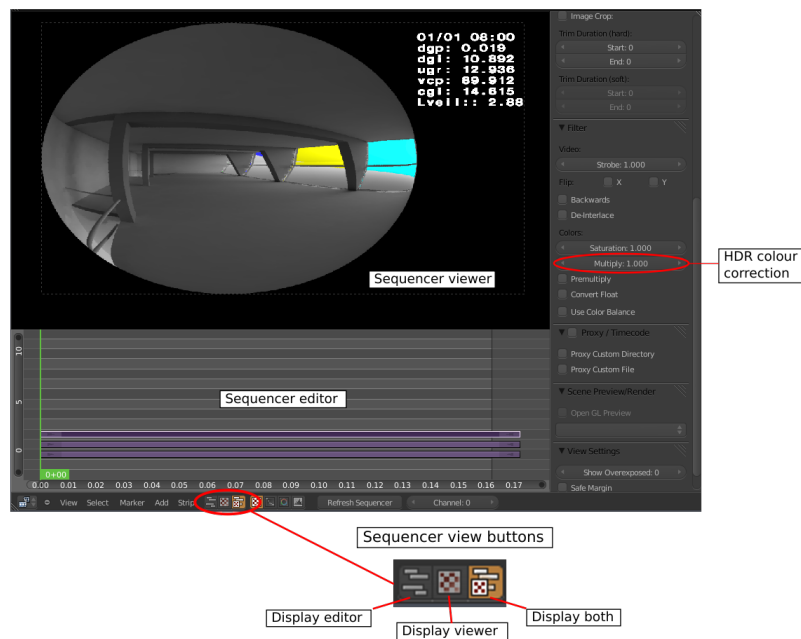 01/01 08:00
dgp: 0.019
dgi: 10.892
ugr: 12.936
vcp: 69.912
cgi: 14.615
Lveil:: 2.88
Sequencer viewer
Image Crop:
Trim Duration (hard):
Start: 0
End: 0
Trim Duration (soft):
Start: 0
End: 0
Filter
Video:
Strobe: 1.000
Flip:
X
Y
Backwards
De-Interlace
Colors:
Saturation: 1.000
Multiply: 1.000
Premultiply
Convert Float
Use Color Balance
Proxy / Timecode
Proxy Custom Directory
Proxy Custom File
Scene Preview/Render
Open GL Preview
View Settings
Show Overexposed: 0
Safe Margin
HDR colour
correction
Sequencer editor
10
5
0
0+00
0.00 0.01 0.02 0.03 0.04 0.05 0.06 0.07 0.08 0.09 0.10 0.11 0.12 0.13 0.14 0.15 0.16 0.17
View Select Marker Add Strip Refresh Sequencer Channel: 0
Sequencer view buttons
Display editor
Display viewer
Display both